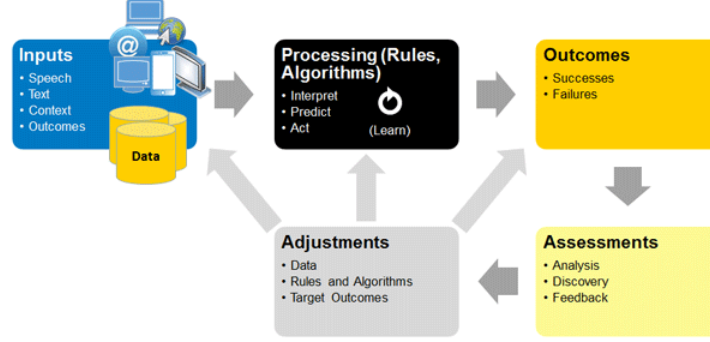 Inputs
• Speech
• Text
• Context
• Outcomes
@
Data
Processing (Rules,
Algorithms)
• Interpret
• Predict
• Act
(Learn)
Outcomes
• Successes
• Failures
Adjustments
• Data
• Rules and Algorithms
• Target Outcomes
Assessments
• Analysis
• Discovery
• Feedback